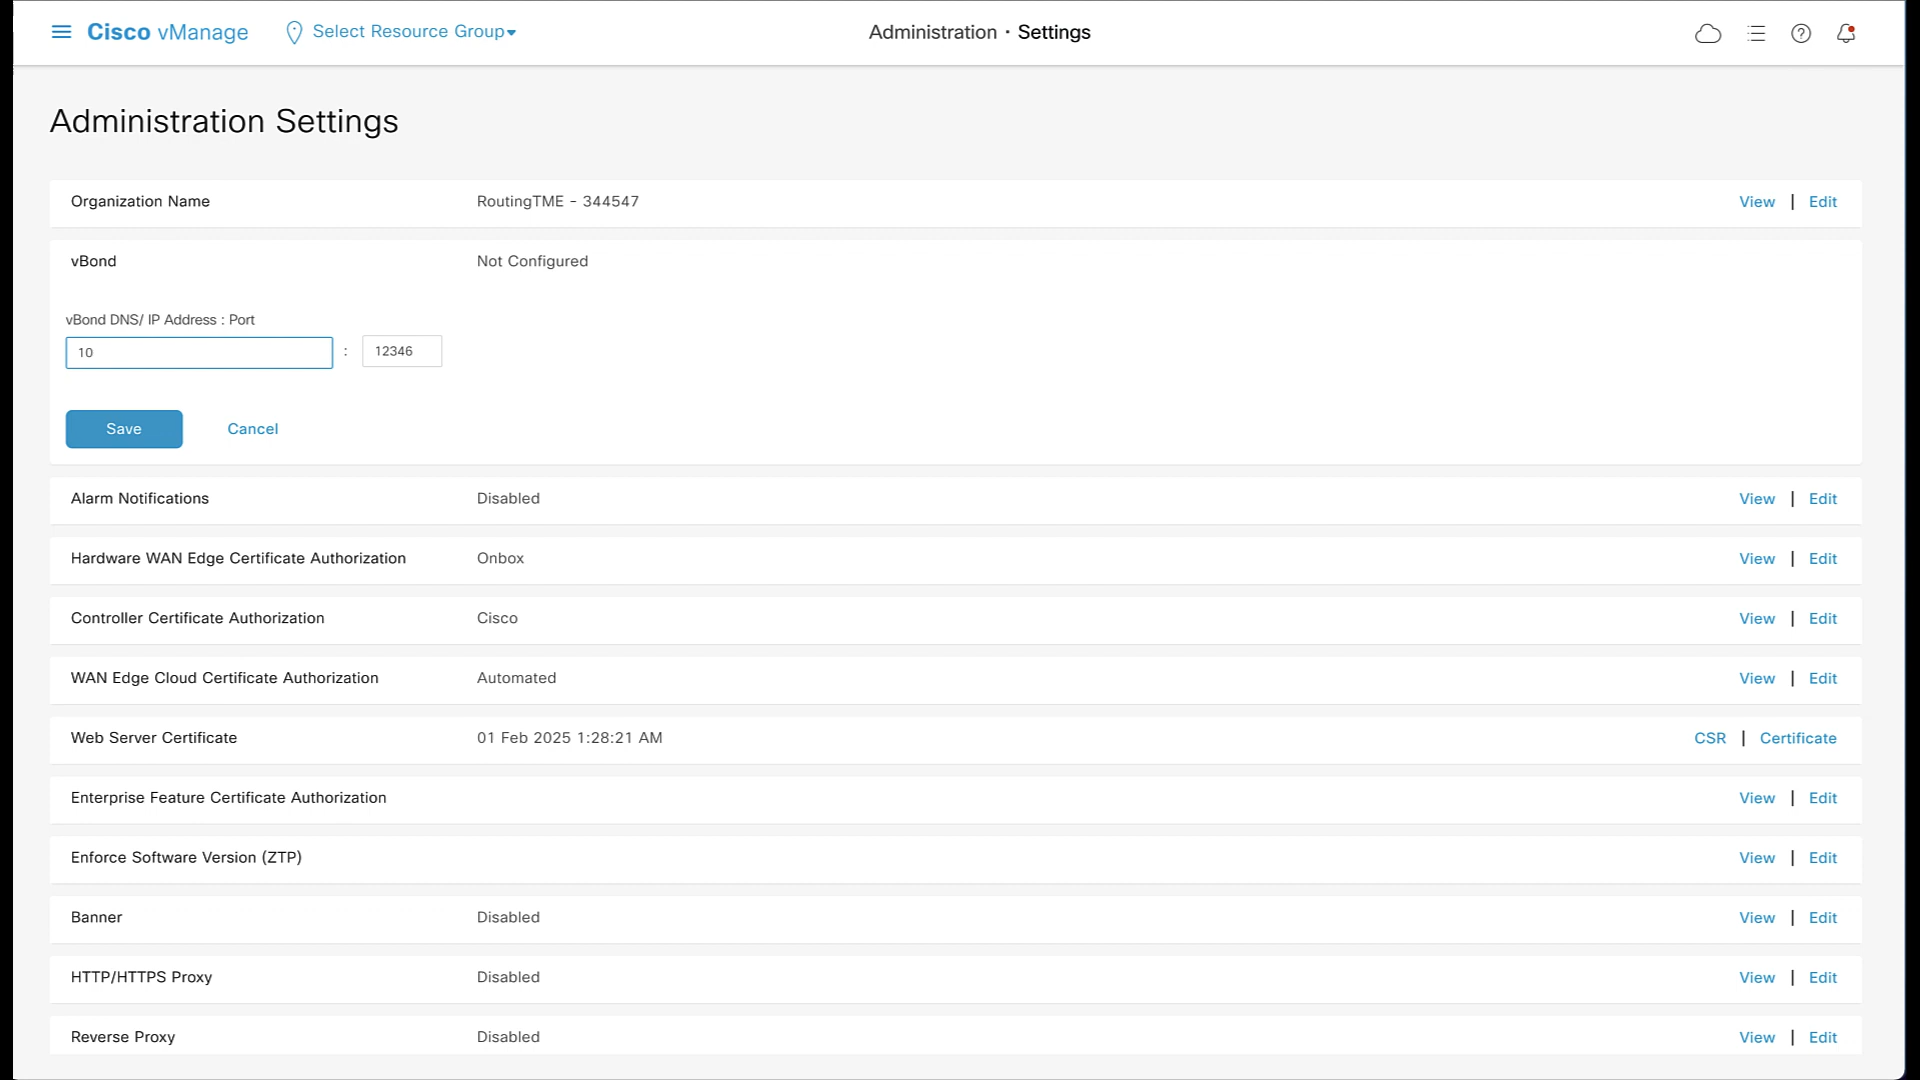 Cisco vManage Select Resource Group Administration · Settings
Administration Settings
Organization Name RoutingTME - 344547 View | Edit
vBond Not Configured
vBond DNS/ IP Address : Port
10 : 12346
Save Cancel
Alarm Notifications Disabled View | Edit
Hardware WAN Edge Certificate Authorization Onbox View | Edit
Controller Certificate Authorization Cisco View | Edit
WAN Edge Cloud Certificate Authorization Automated View | Edit
Web Server Certificate 01 Feb 2025 1:28:21 AM CSR | Certificate
Enterprise Feature Certificate Authorization View | Edit
Enforce Software Version (ZTP) View | Edit
Banner Disabled View | Edit
HTTP/HTTPS Proxy Disabled View | Edit
Reverse Proxy Disabled View | Edit